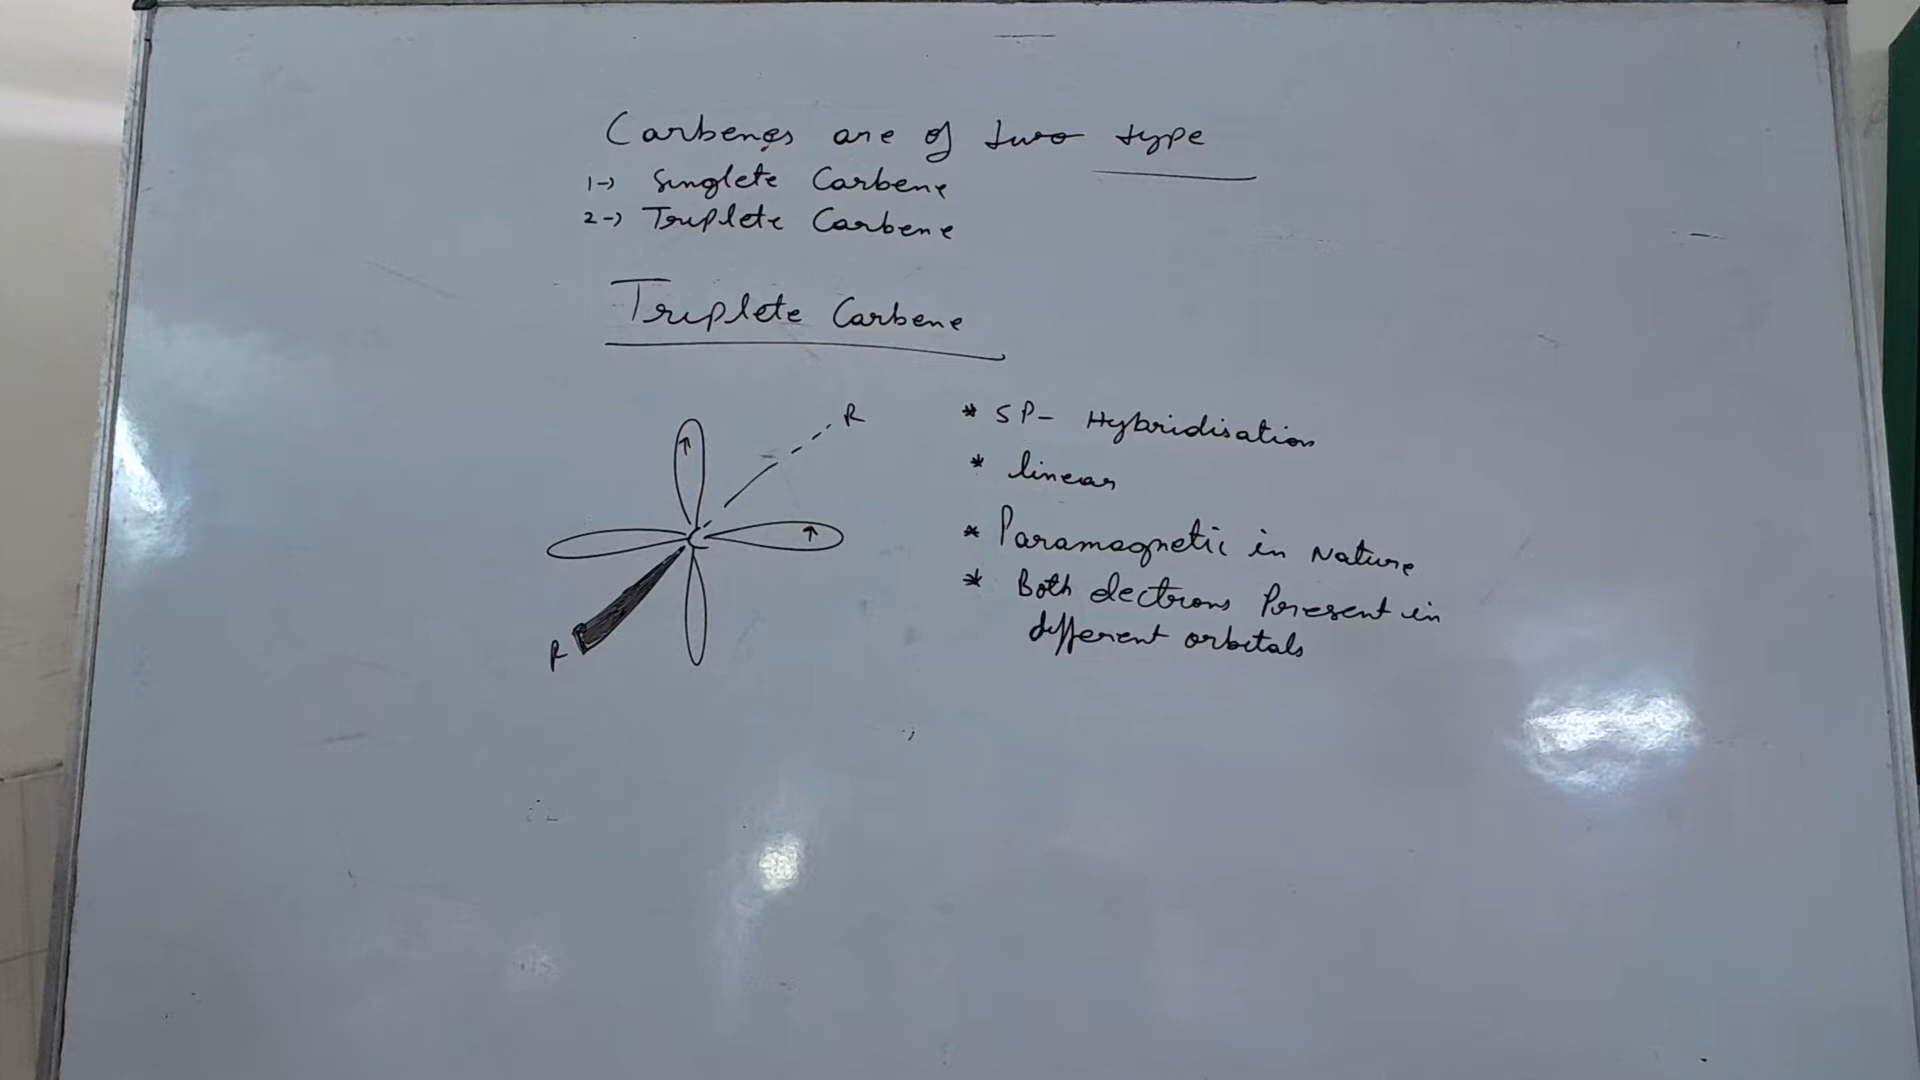 Carbenes are of two type
1-) Singlete Carbene
2-) Triplete Carbene
Triplete Carbene
R
C
R
* SP- Hybridisation
* linear
* Paramagnetic in Nature
* Both electrons Present in
different orbitals